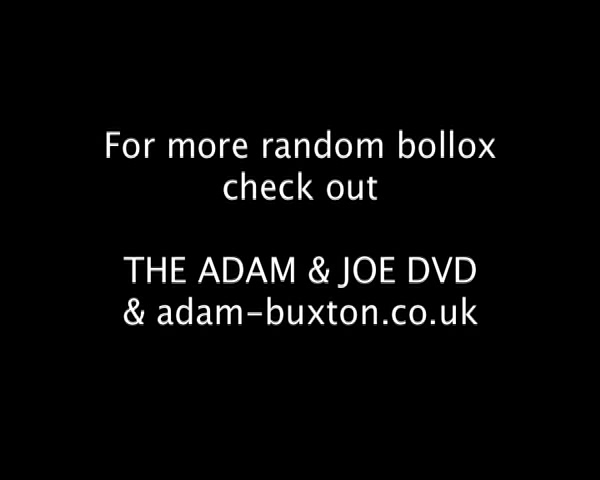 For more random bollox
check out
THE ADAM & JOE DVD
& adam-buxton.co.uk